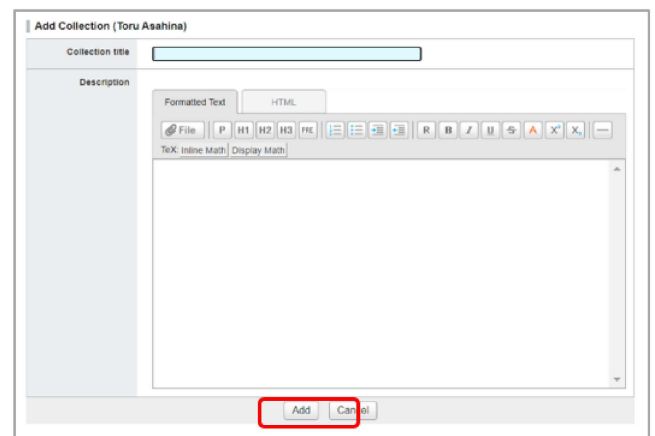 Add Collection (Toru Asahina)
Collection title
Description
Formatted Text HTML
File P H1 H2 H3 PRE R B I U S A X² X,
TeX: Inline Math Display Math
Add Cancel